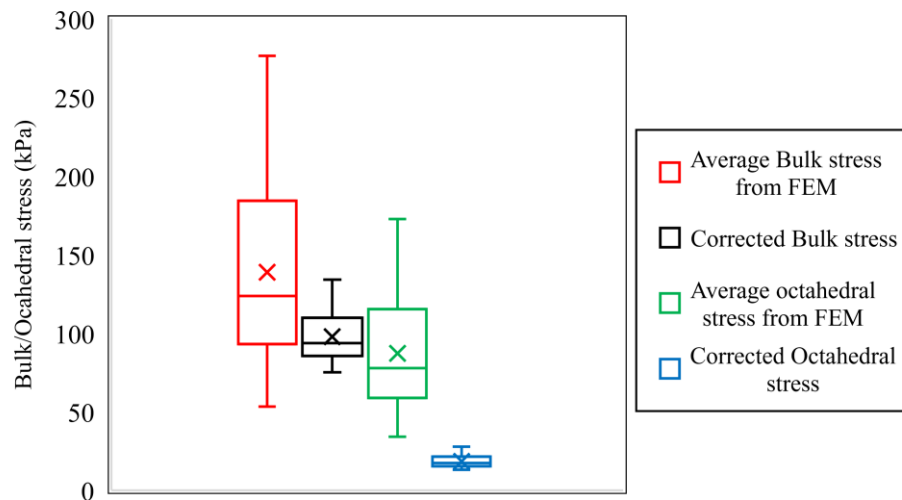 300
250
200
150
100
50
0
Bulk/Ocahedral stress (kPa)
Average Bulk stress
from FEM
Corrected Bulk stress
Average octahedral
stress from FEM
Corrected Octahedral
stress